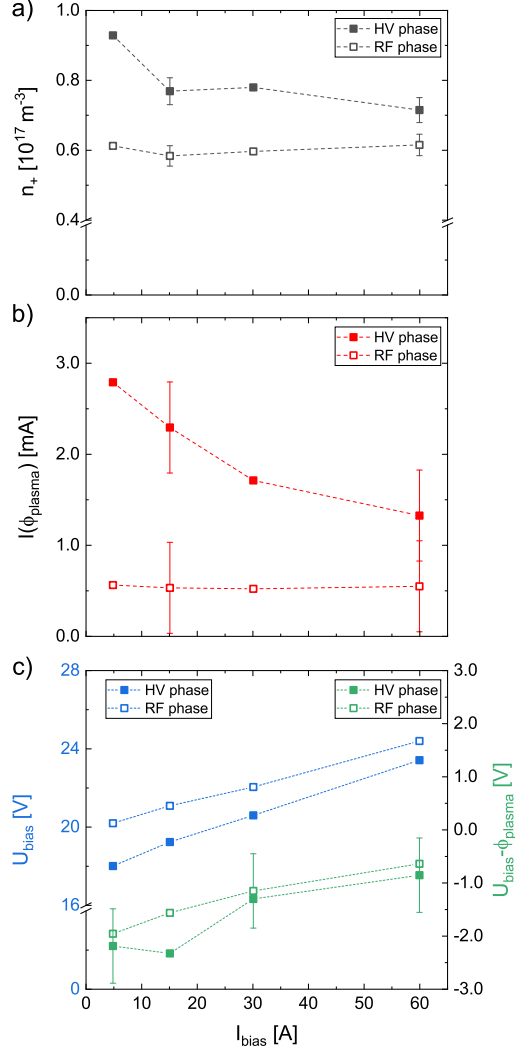 a)
1.0
0.8
0.6
0.4
0.0
n₊ [10¹⁷ m⁻³]
HV phase
RF phase
b)
3.0
2.0
1.0
0.0
I(ϕplasma) [mA]
HV phase
RF phase
c)
28
24
20
16
0
Ubias [V]
HV phase
RF phase
HV phase
RF phase
3.0
2.0
1.0
0.0
-1.0
-2.0
-3.0
Ubias-ϕplasma [V]
0 10 20 30 40 50 60
Ibias [A]